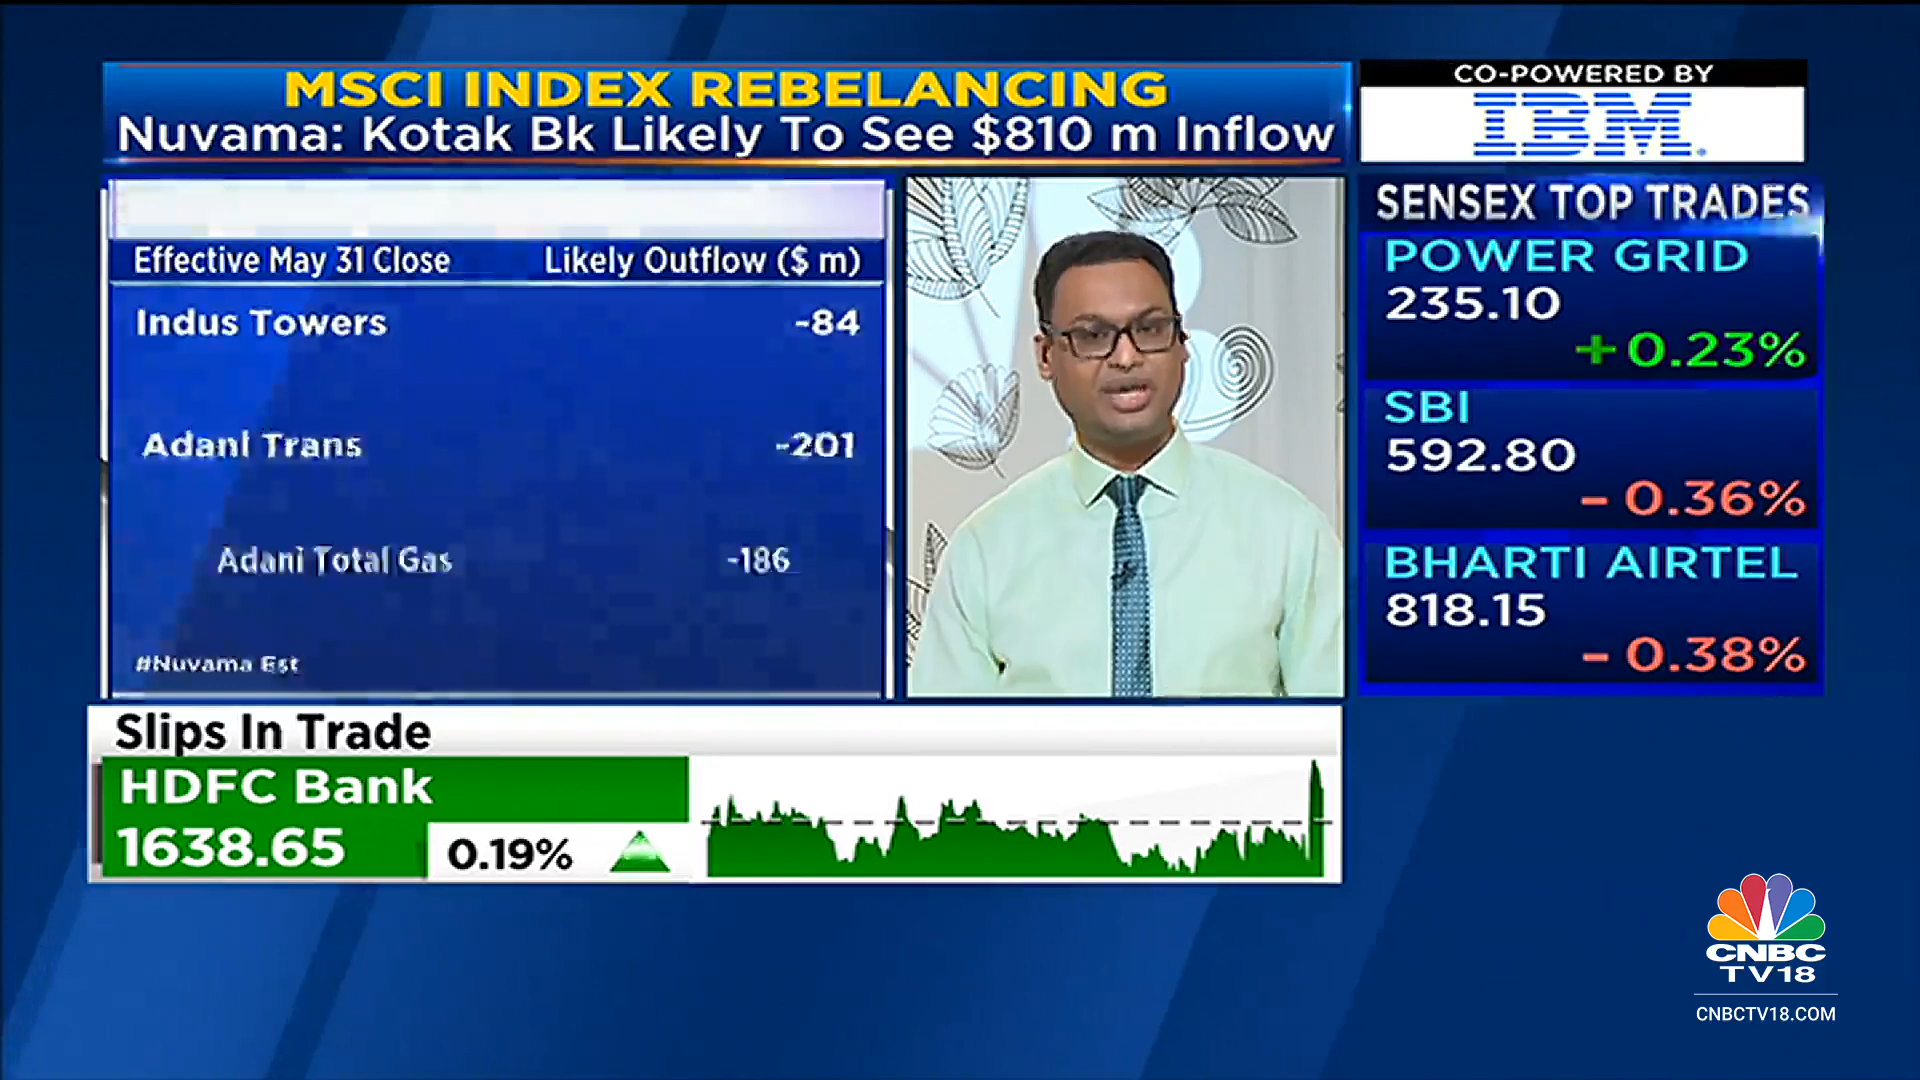 MSCI INDEX REBELANCING
Nuvama: Kotak Bk Likely To See $810 m Inflow
CO-POWERED BY
IBM
Effective May 31 Close Likely Outflow ($ m)
Indus Towers -84
Adani Trans -201
Adani Total Gas -186
#Nuvama Est
SENSEX TOP TRADES
POWER GRID
235.10
+0.23%
SBI
592.80
- 0.36%
BHARTI AIRTEL
818.15
- 0.38%
Slips In Trade
HDFC Bank
1638.65
0.19%
CNBC
TV18
CNBCTV18.COM